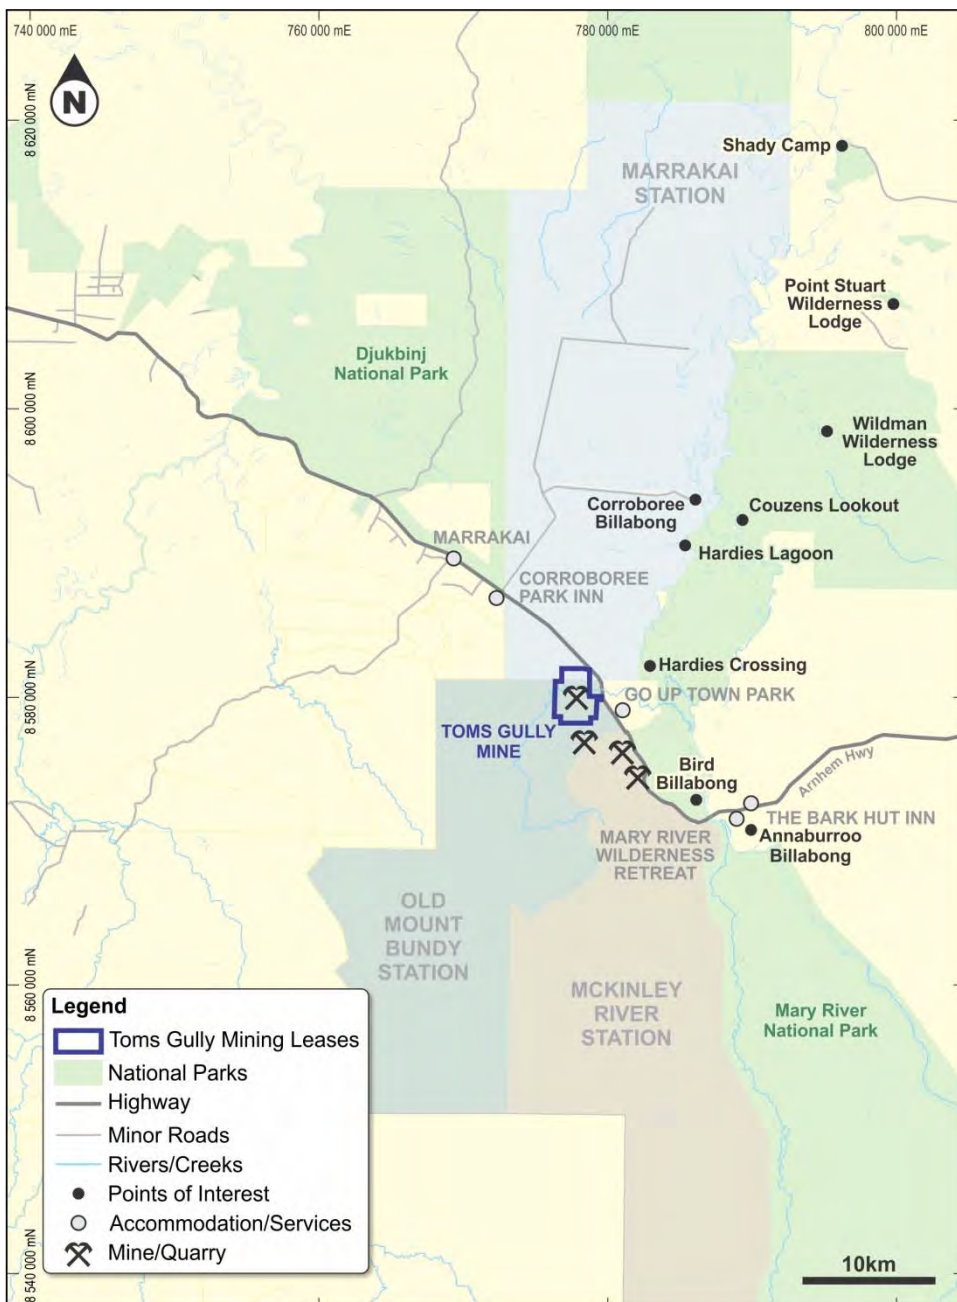 740 000 mE
760 000 mE
780 000 mE
800 000 mE
N
8 620 000 mN
Shady Camp
MARRAKAI
STATION
Point Stuart
Wilderness
Lodge
Djukbinj
National Park
8 600 000 mN
Wildman
Wilderness
Lodge
Corroboree
Billabong
Couzens Lookout
MARRAKAI
Hardies Lagoon
CORROBOREE
PARK INN
Hardies Crossing
8 580 000 mN
GO UP TOWN PARK
TOMS GULLY
MINE
Bird
Billabong
Arnhem Hwy
THE BARK HUT INN
MARY RIVER
WILDERNESS
RETREAT
Annaburroo
Billabong
OLD
MOUNT
BUNDY
STATION
8 560 000 mN
MCKINLEY
RIVER
STATION
Mary River
National Park
Legend
Toms Gully Mining Leases
National Parks
Highway
Minor Roads
Rivers/Creeks
Points of Interest
Accommodation/Services
Mine/Quarry
10km
8 540 000 mN